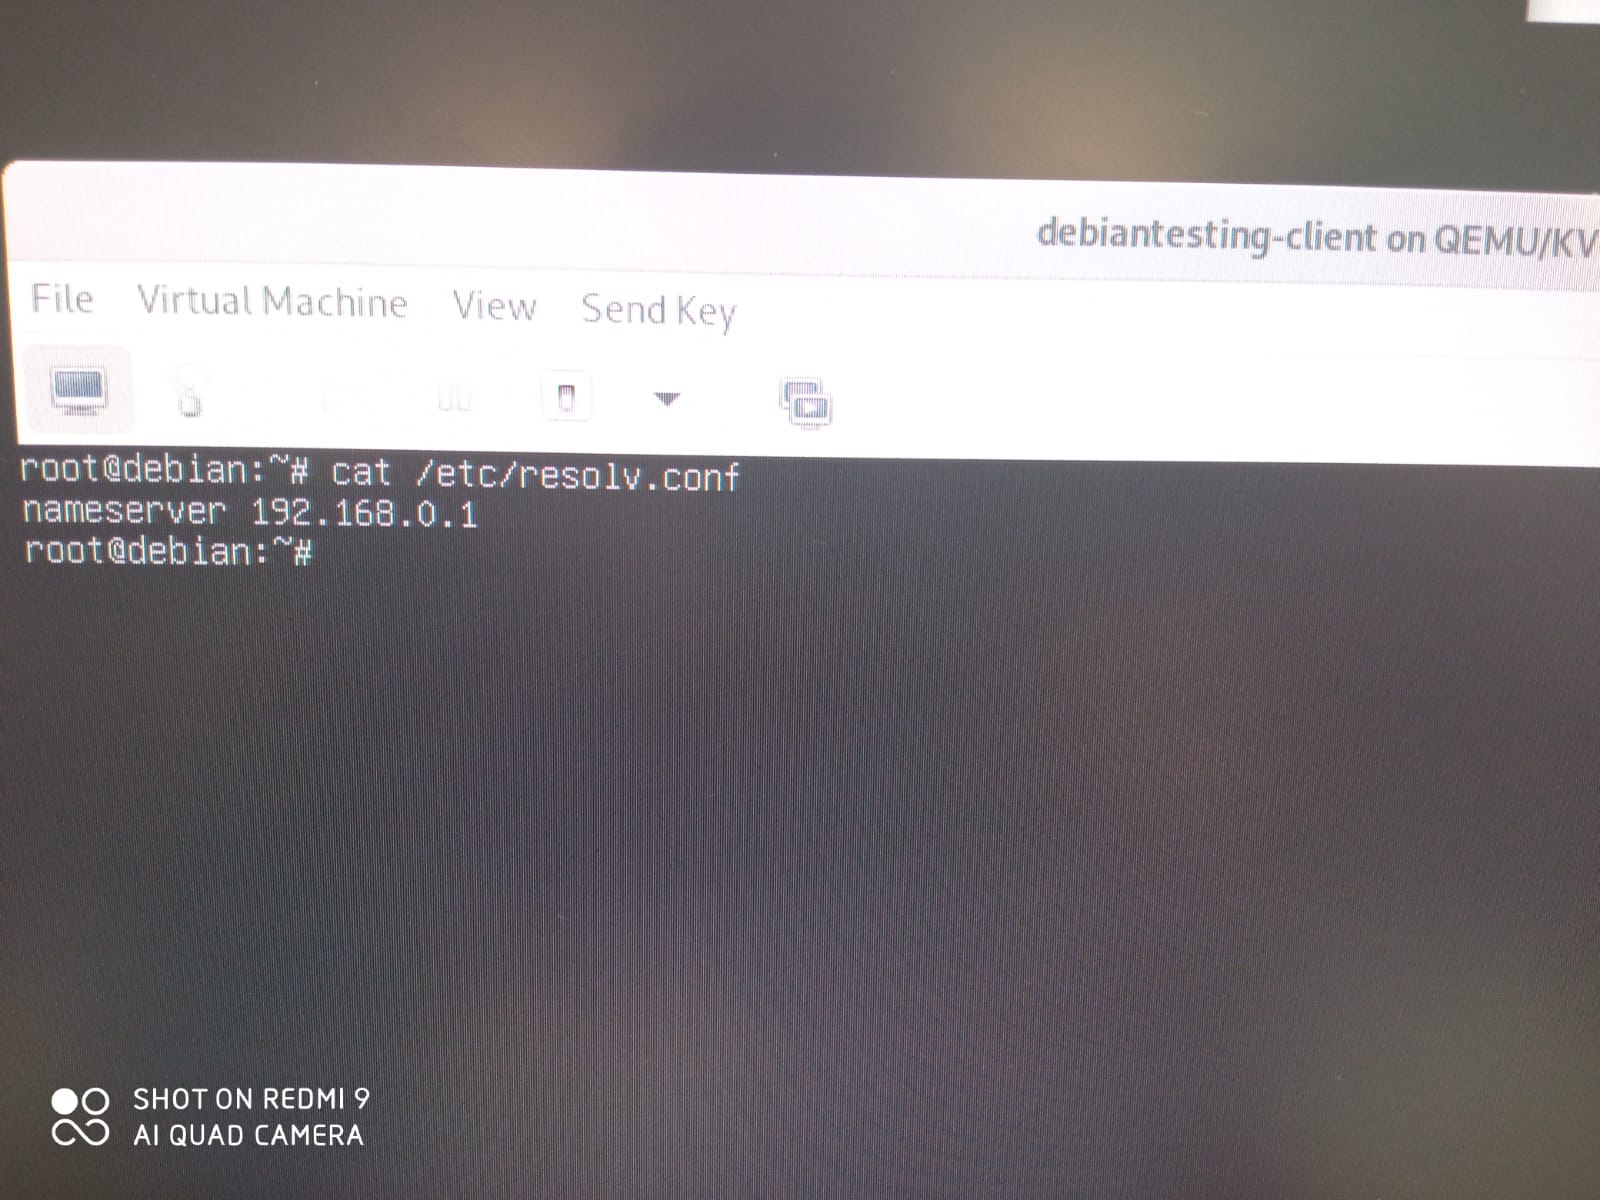 debiantesting-client on QEMU/KV
File Virtual Machine View Send Key
root@debian:~# cat /etc/resolv.conf
nameserver 192.168.0.1
root@debian:~#
SHOT ON REDMI 9
AI QUAD CAMERA